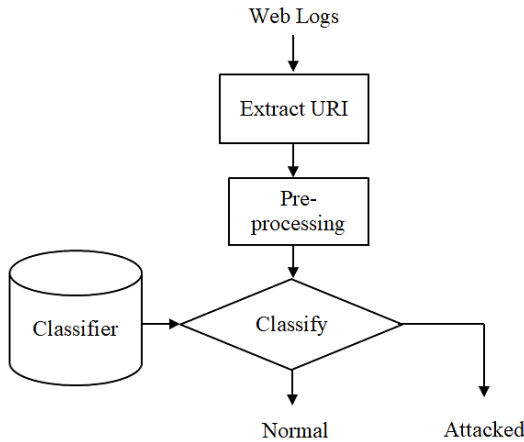 Web Logs
Extract URI
Pre-
processing
Classifier
Classify
Normal
Attacked